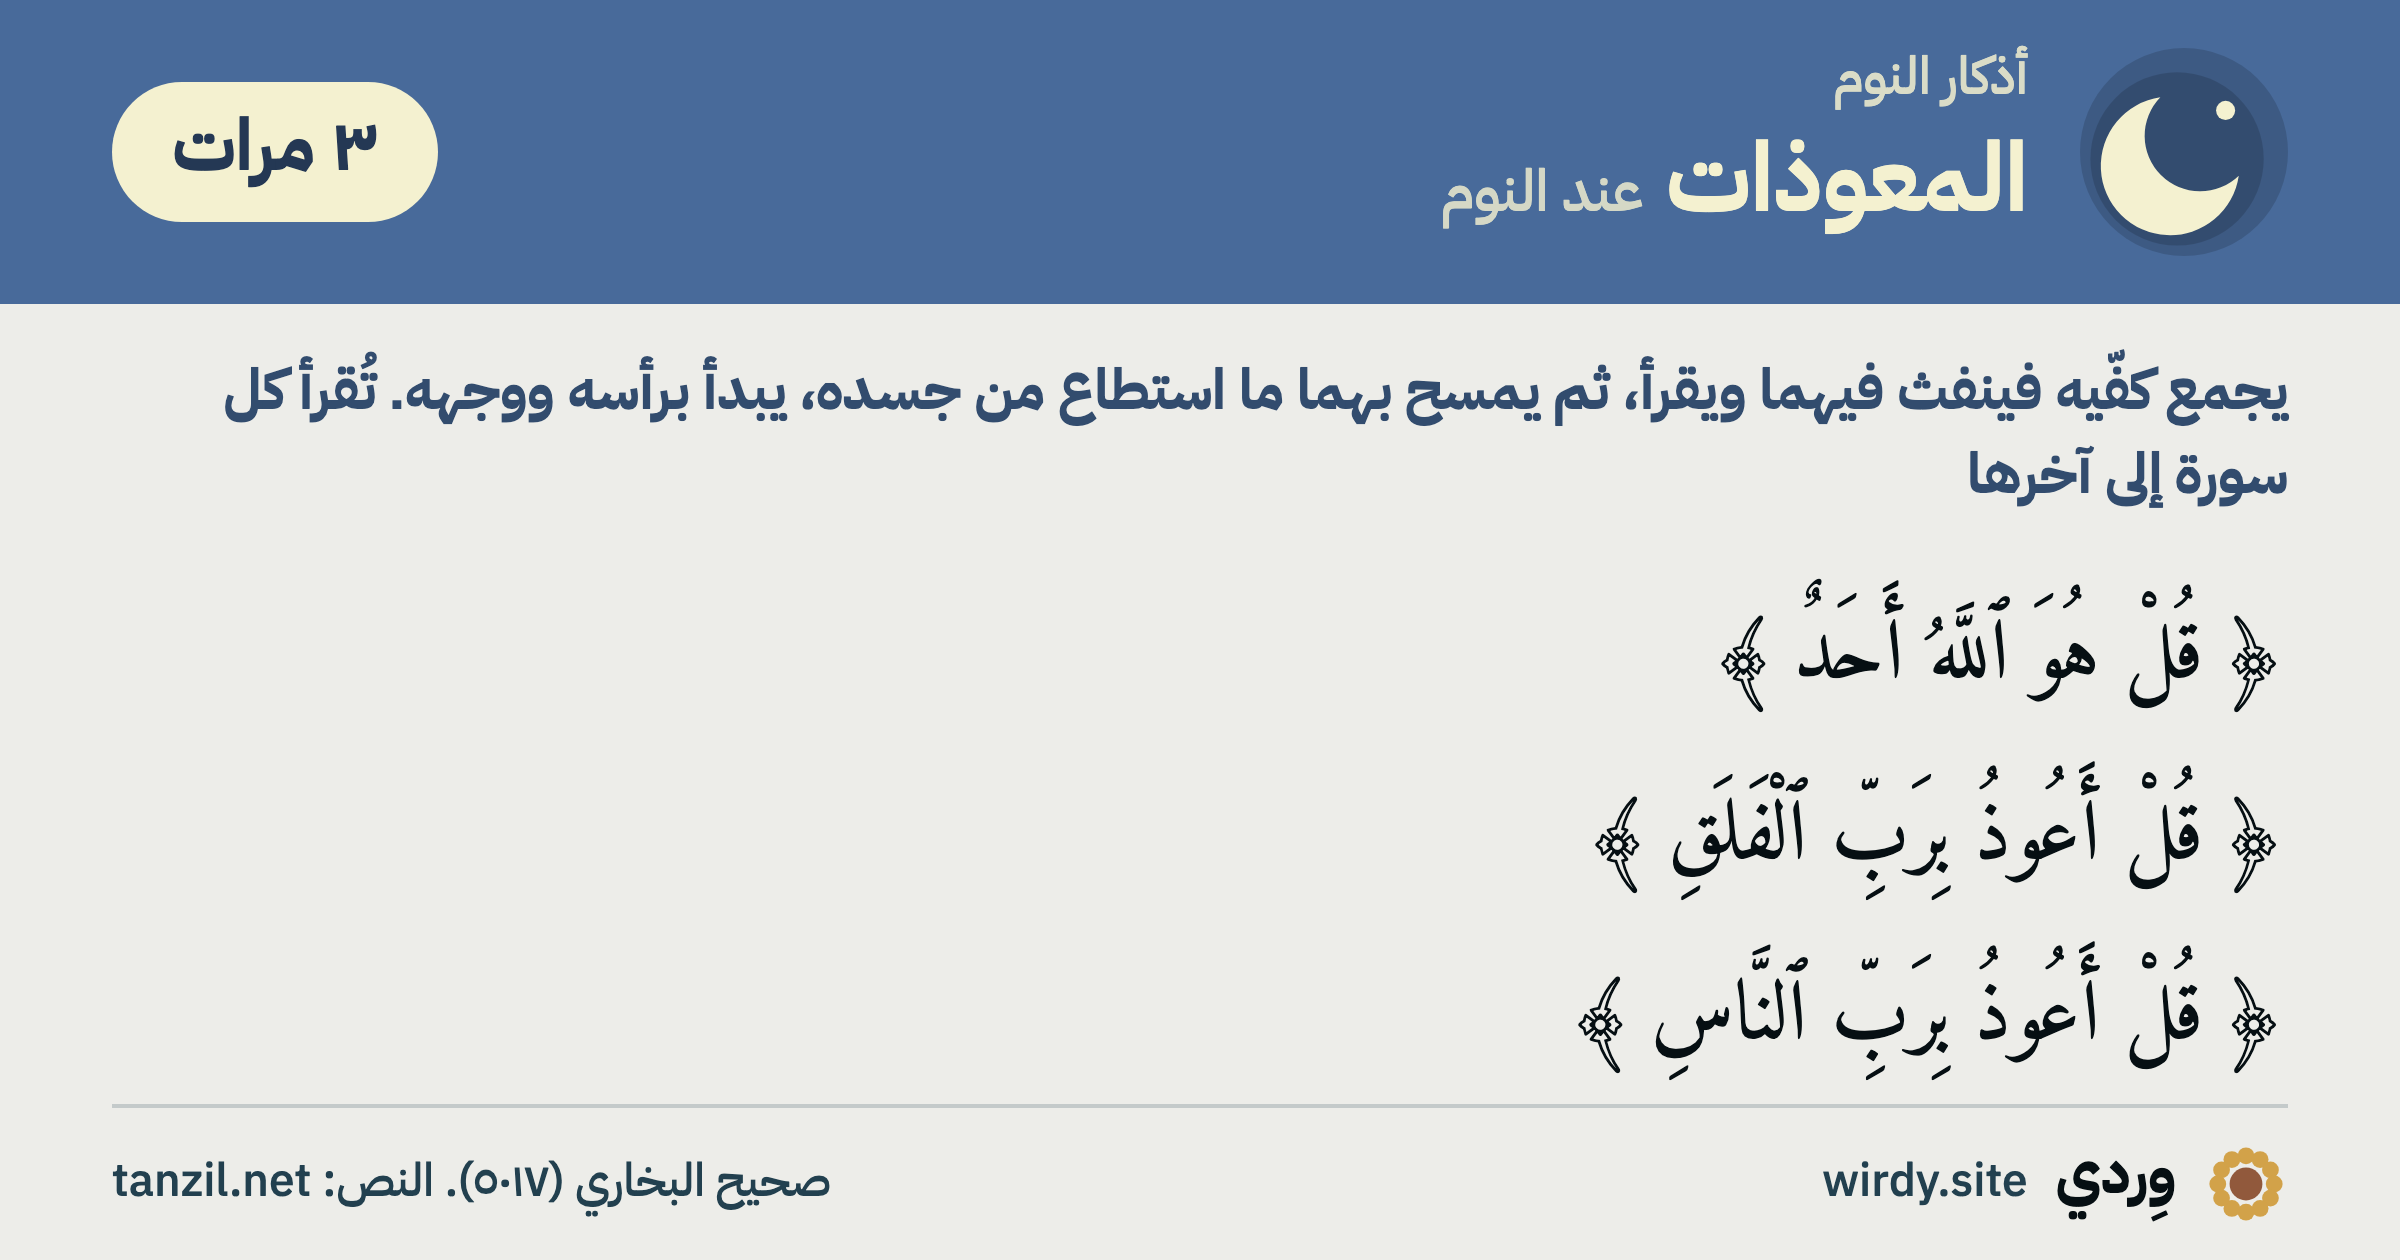 أذكار النوم
المعوذات عند النوم
٣ مرات
يجمع كفّيه فينفث فيهما ويقرأ، ثم يمسح بهما ما استطاع من جسده، يبدأ برأسه ووجهه. تُقرأ كل
سورة إلى آخرها
﴿ قُلْ هُوَ ٱللَّهُ أَحَدٌ ﴾
﴿ قُلْ أَعُوذُ بِرَبِّ ٱلْفَلَقِ ﴾
﴿ قُلْ أَعُوذُ بِرَبِّ ٱلنَّاسِ ﴾
وِردي wirdy.site
صحيح البخاري (٥٠١٧). النص: tanzil.net